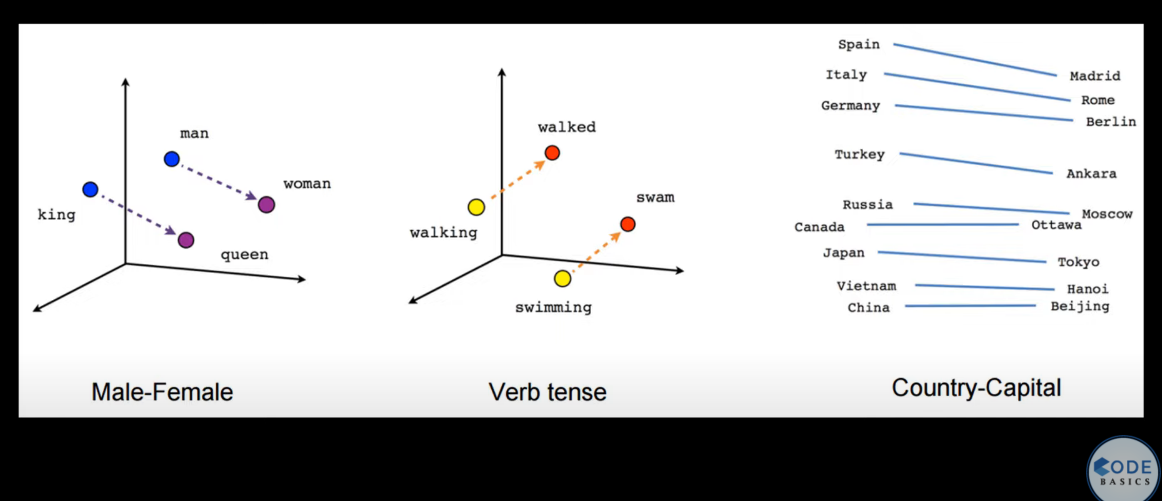 man
woman
king
queen
Male-Female
walked
walking
swam
swimming
Verb tense
Spain
Madrid
Italy
Rome
Germany
Berlin
Turkey
Ankara
Russia
Moscow
Canada
Ottawa
Japan
Tokyo
Vietnam
Hanoi
China
Beijing
Country-Capital
CODE
BASICS